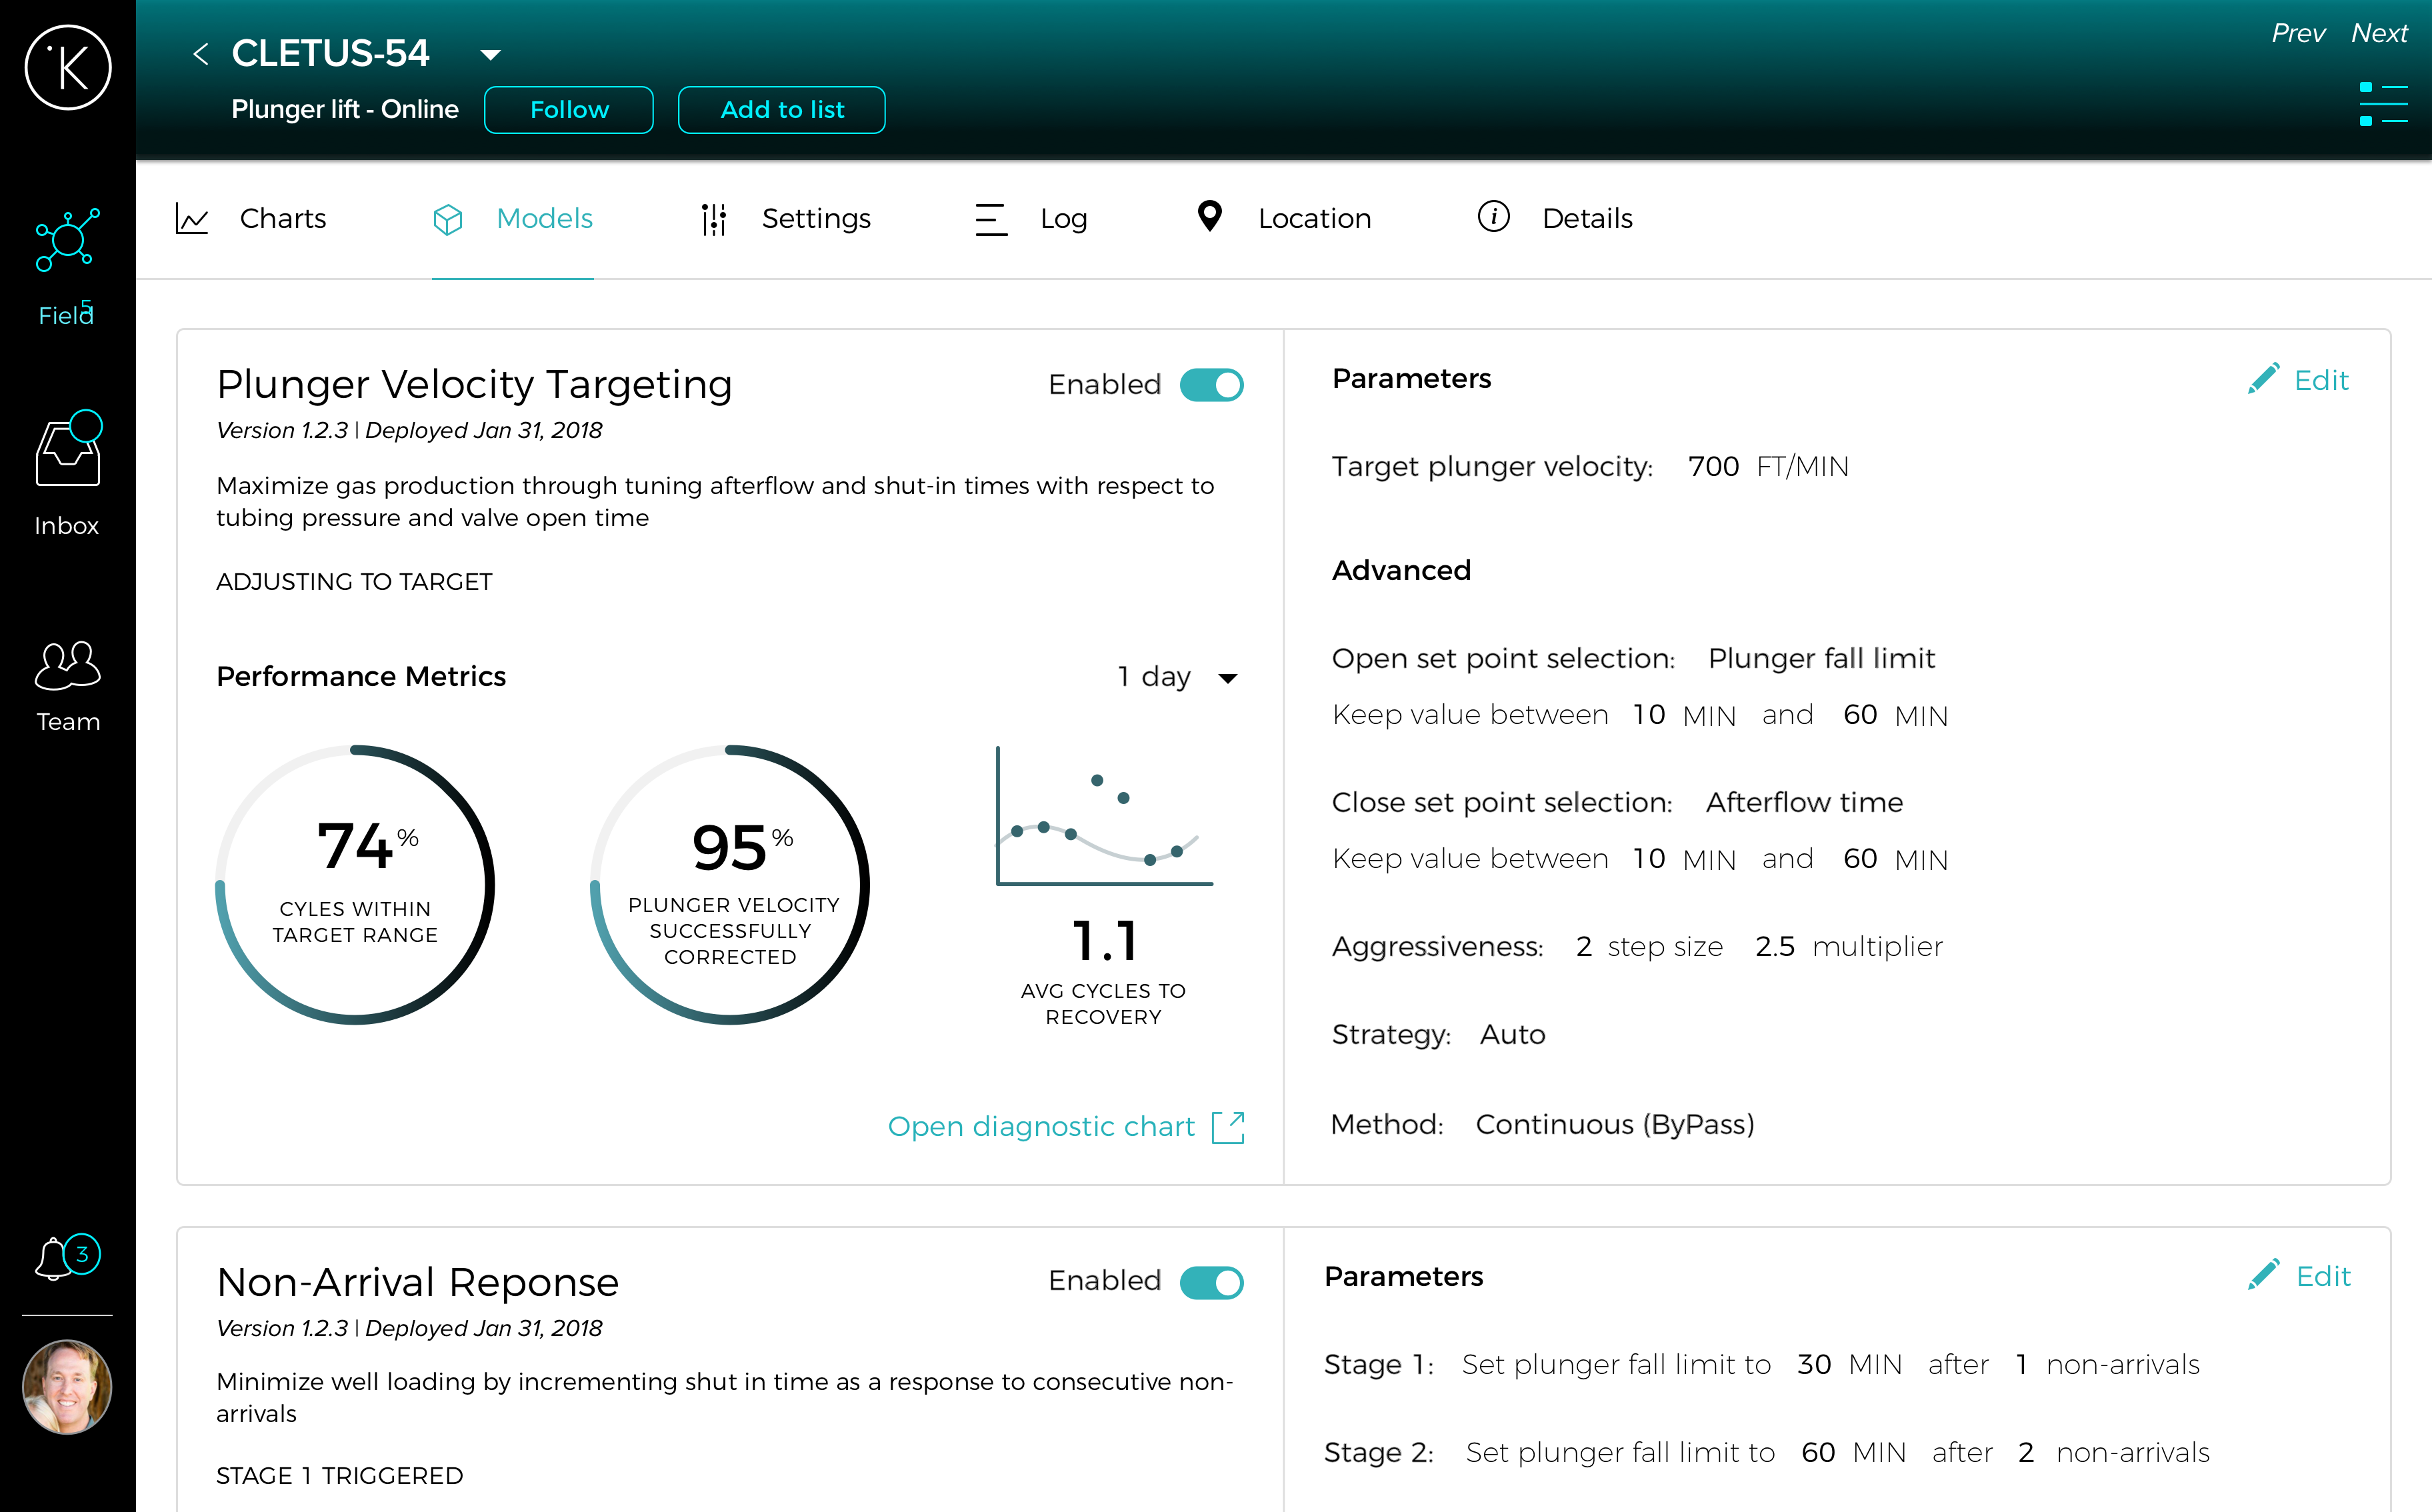 K
CLETUS-54
Prev Next
Plunger lift - Online
Follow
Add to list
Charts
Models
Settings
Log
Location
Details
Field
5
Inbox
Team
3
Plunger Velocity Targeting
Enabled
Version 1.2.3 | Deployed Jan 31, 2018
Maximize gas production through tuning afterflow and shut-in times with respect to
tubing pressure and valve open time
ADJUSTING TO TARGET
Performance Metrics
1 day
74%
CYLES WITHIN
TARGET RANGE
95%
PLUNGER VELOCITY
SUCCESSFULLY
CORRECTED
1.1
AVG CYCLES TO
RECOVERY
Open diagnostic chart
Parameters
Edit
Target plunger velocity: 700 FT/MIN
Advanced
Open set point selection: Plunger fall limit
Keep value between 10 MIN and 60 MIN
Close set point selection: Afterflow time
Keep value between 10 MIN and 60 MIN
Aggressiveness: 2 step size 2.5 multiplier
Strategy: Auto
Method: Continuous (ByPass)
Non-Arrival Reponse
Enabled
Version 1.2.3 | Deployed Jan 31, 2018
Minimize well loading by incrementing shut in time as a response to consecutive non-
arrivals
STAGE 1 TRIGGERED
Parameters
Edit
Stage 1: Set plunger fall limit to 30 MIN after 1 non-arrivals
Stage 2: Set plunger fall limit to 60 MIN after 2 non-arrivals